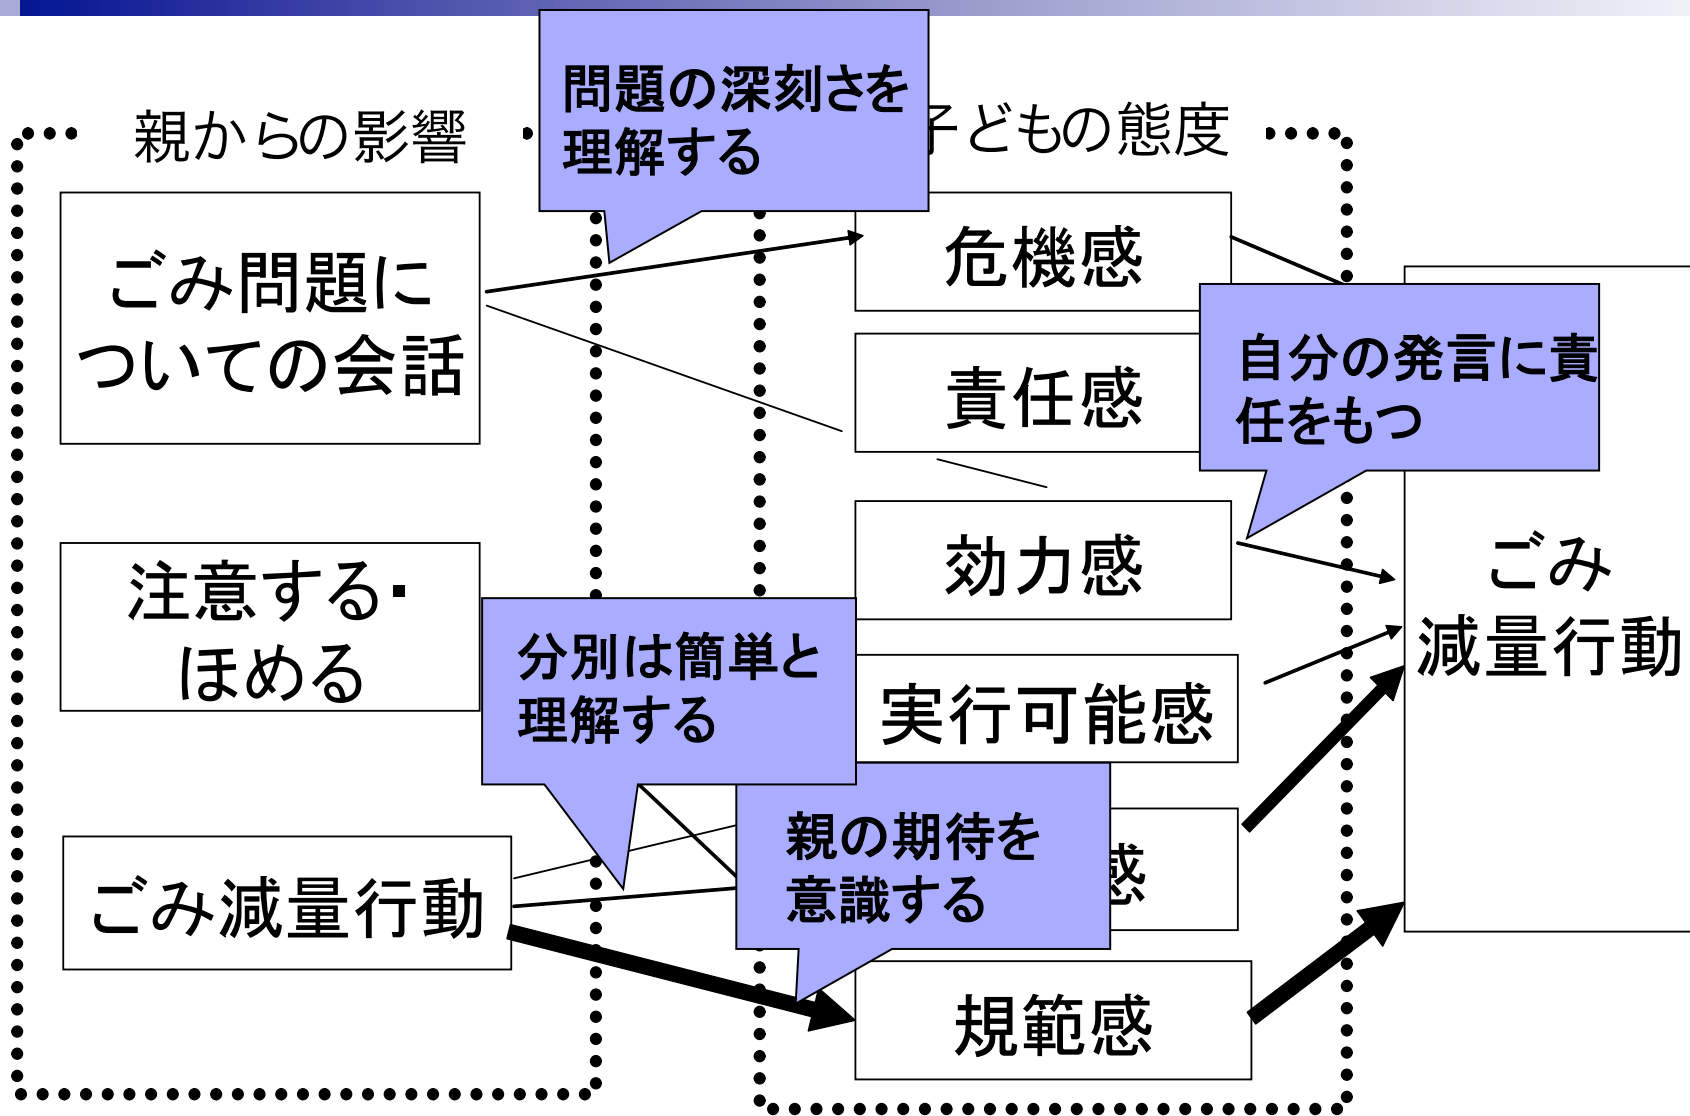 問題の深刻さを
理解する
親からの影響
子どもの態度
ごみ問題に
ついての会話
危機感
責任感
自分の発言に責
任をもつ
効力感
ごみ
減量行動
注意する・
ほめる
分別は簡単と
理解する
実行可能感
親の期待を
意識する
感
ごみ減量行動
規範感